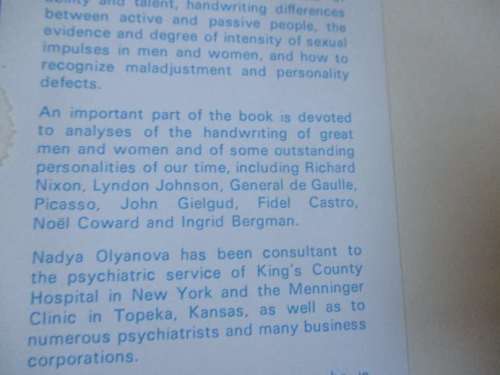 and talent, handwriting differences
between active and passive people, the
evidence and degree of intensity of sexual
impulses in men and women, and how to
recognize maladjustment and personality
defects.
An important part of the book is devoted
to analyses of the handwriting of great
men and women and of some outstanding
personalities of our time, including Richard
Nixon, Lyndon Johnson, General de Gaulle,
Picasso, John Gielgud, Fidel Castro,
Noël Coward and Ingrid Bergman.
Nadya Olyanova has been consultant to
the psychiatric service of King's County
Hospital in New York and the Menninger
Clinic in Topeka, Kansas, as well as to
numerous psychiatrists and many business
corporations.